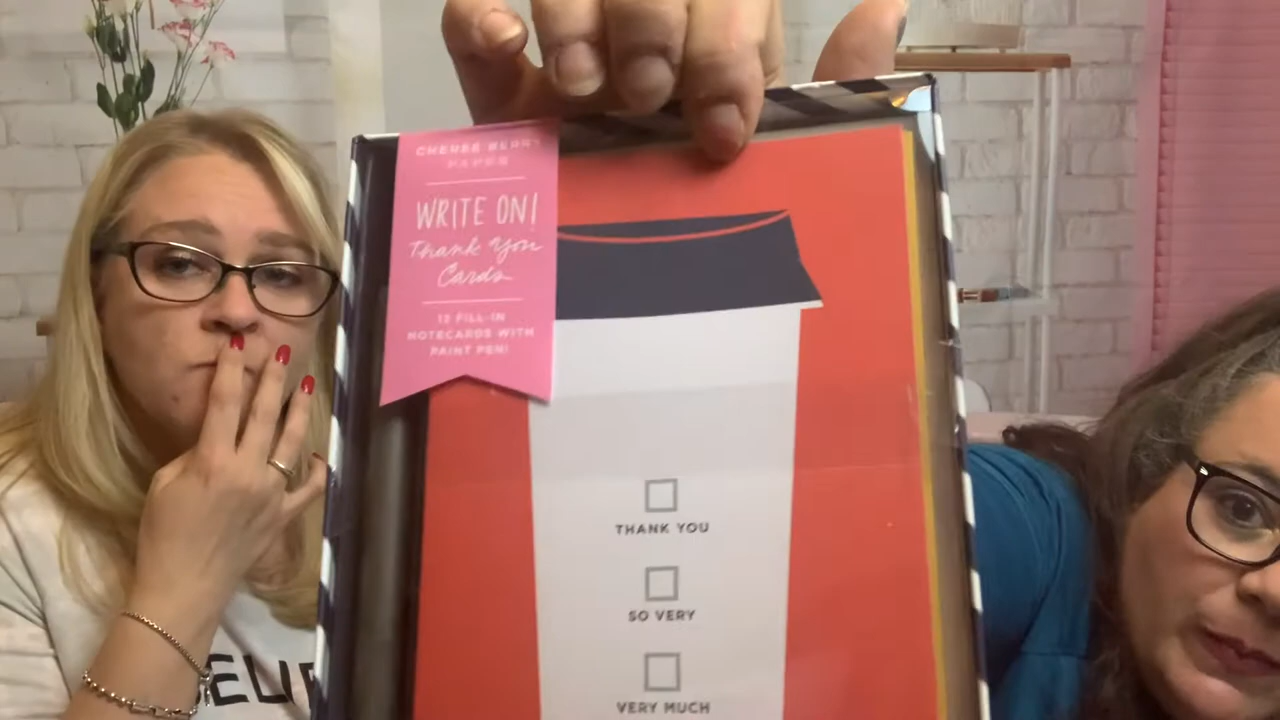 CHEREE BERRY
PAPER
WRITE ON!
Thank You
Cards
12 FILL-IN
NOTECARDS WITH
PAINT PEN!
THANK YOU
SO VERY
VERY MUCH